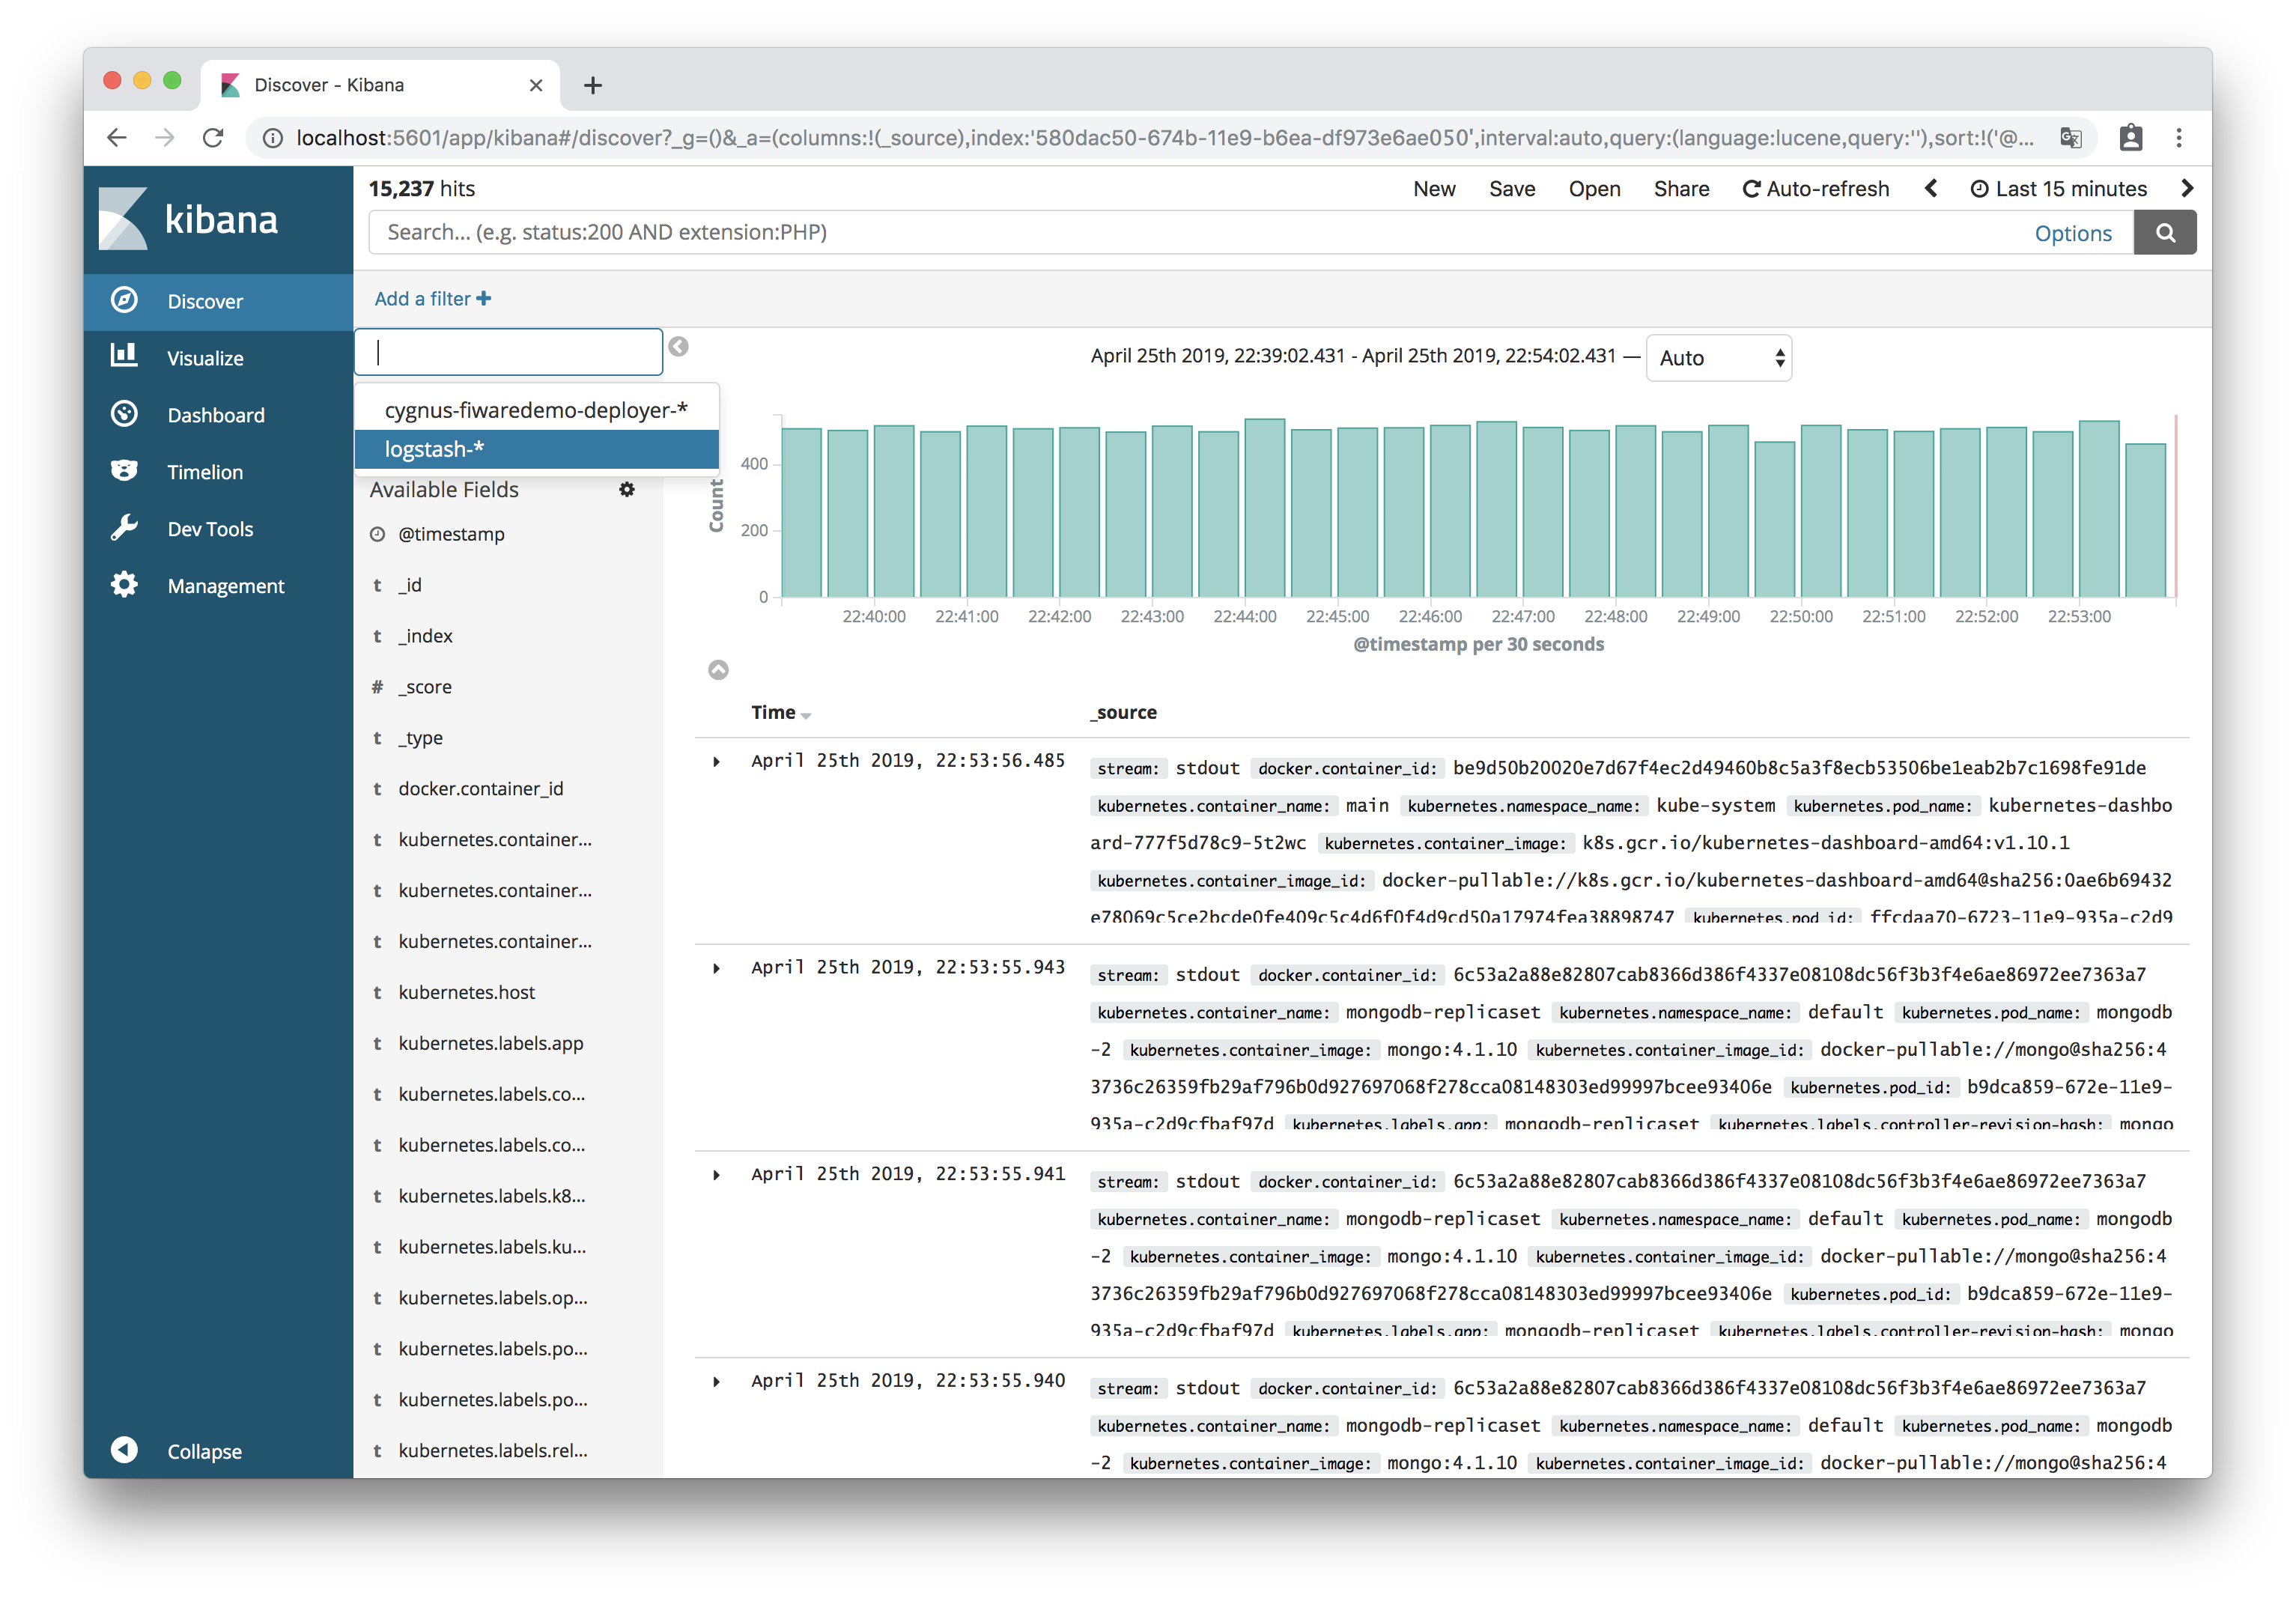 Discover - Kibana
localhost:5601/app/kibana#/discover?_g=()&_a=(columns:!(_source),index:'580dac50-674b-11e9-b6ea-df973e6ae050',interval:auto,query:(language:lucene,query:''),sort:!('@...
kibana
Discover
Visualize
Dashboard
Timelion
Dev Tools
Management
Collapse
15,237 hits
New Save Open Share Auto-refresh Last 15 minutes
Search... (e.g. status:200 AND extension:PHP)
Options
Add a filter
cygnus-fiwaredemo-deployer-*
logstash-*
Available Fields
@timestamp
t _id
t _index
# _score
t _type
t docker.container_id
t kubernetes.container...
t kubernetes.container...
t kubernetes.container...
t kubernetes.host
t kubernetes.labels.app
t kubernetes.labels.co...
t kubernetes.labels.co...
t kubernetes.labels.k8...
t kubernetes.labels.ku...
t kubernetes.labels.op...
t kubernetes.labels.po...
t kubernetes.labels.po...
t kubernetes.labels.rel...
April 25th 2019, 22:39:02.431 - April 25th 2019, 22:54:02.431 — Auto
Count
400
200
0
22:40:00 22:41:00 22:42:00 22:43:00 22:44:00 22:45:00 22:46:00 22:47:00 22:48:00 22:49:00 22:50:00 22:51:00 22:52:00 22:53:00
@timestamp per 30 seconds
Time _source
April 25th 2019, 22:53:56.485 stream: stdout docker.container_id: be9d50b20020e7d67f4ec2d49460b8c5a3f8ecb53506be1eab2b7c1698fe91de
kubernetes.container_name: main kubernetes.namespace_name: kube-system kubernetes.pod_name: kubernetes-dashbo
ard-777f5d78c9-5t2wc kubernetes.container_image: k8s.gcr.io/kubernetes-dashboard-amd64:v1.10.1
kubernetes.container_image_id: docker-pullable://k8s.gcr.io/kubernetes-dashboard-amd64@sha256:0ae6b69432
e78069c5ce2bcde0fe409c5c4d6f0f4d9cd50a17974fea38898747 kubernetes.pod_id: ffcdaa70-6723-11e9-935a-c2d9
April 25th 2019, 22:53:55.943 stream: stdout docker.container_id: 6c53a2a88e82807cab8366d386f4337e08108dc56f3b3f4e6ae86972ee7363a7
kubernetes.container_name: mongodb-replicaset kubernetes.namespace_name: default kubernetes.pod_name: mongodb
-2 kubernetes.container_image: mongo:4.1.10 kubernetes.container_image_id: docker-pullable://mongo@sha256:4
3736c26359fb29af796b0d927697068f278cca08148303ed99997bcee93406e kubernetes.pod_id: b9dca859-672e-11e9-
935a-c2d9cfbaf97d kubernetes.labels.app: mongodb-replicaset kubernetes.labels.controller-revision-hash: mongo
April 25th 2019, 22:53:55.941 stream: stdout docker.container_id: 6c53a2a88e82807cab8366d386f4337e08108dc56f3b3f4e6ae86972ee7363a7
kubernetes.container_name: mongodb-replicaset kubernetes.namespace_name: default kubernetes.pod_name: mongodb
-2 kubernetes.container_image: mongo:4.1.10 kubernetes.container_image_id: docker-pullable://mongo@sha256:4
3736c26359fb29af796b0d927697068f278cca08148303ed99997bcee93406e kubernetes.pod_id: b9dca859-672e-11e9-
935a-c2d9cfbaf97d kubernetes.labels.app: mongodb-replicaset kubernetes.labels.controller-revision-hash: mongo
April 25th 2019, 22:53:55.940 stream: stdout docker.container_id: 6c53a2a88e82807cab8366d386f4337e08108dc56f3b3f4e6ae86972ee7363a7
kubernetes.container_name: mongodb-replicaset kubernetes.namespace_name: default kubernetes.pod_name: mongodb
-2 kubernetes.container_image: mongo:4.1.10 kubernetes.container_image_id: docker-pullable://mongo@sha256:4